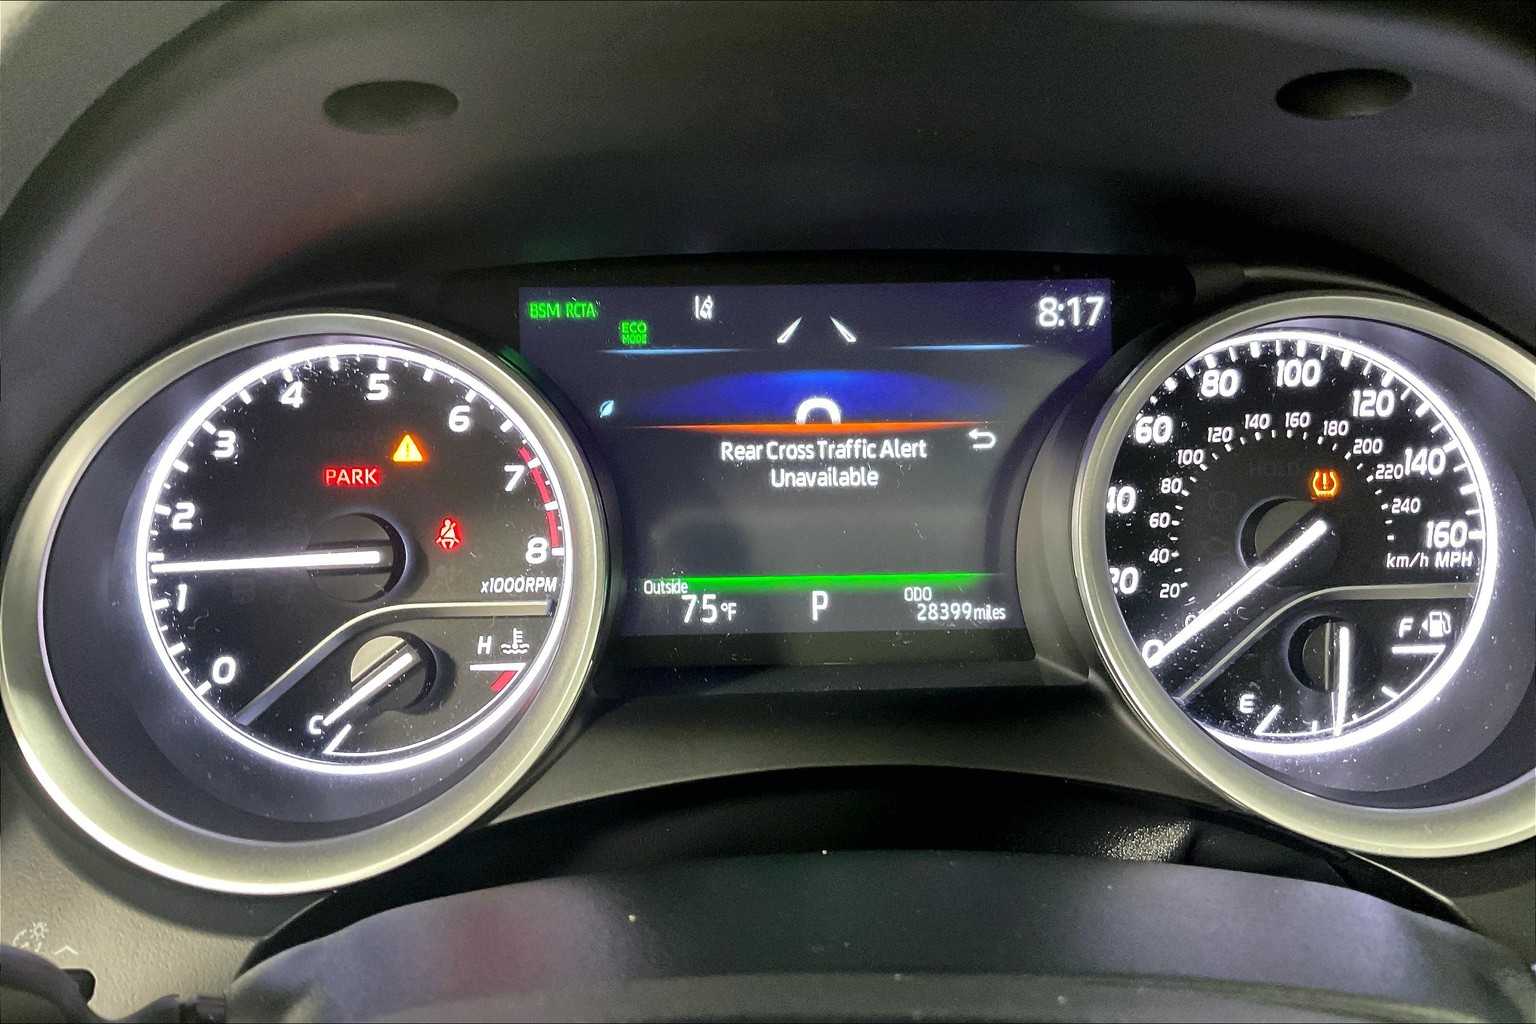 BSM RCTA
ECO
MODE
8:17
Rear Cross Traffic Alert
Unavailable
Outside
75°F
P
ODO
28399 miles
PARK
0
1
2
3
4
5
6
7
8
x1000RPM
H
C
0
20
40
60
80
100
120
140
160
20
40
60
80
100
120
140
160
180
200
220
240
km/h MPH
F
E